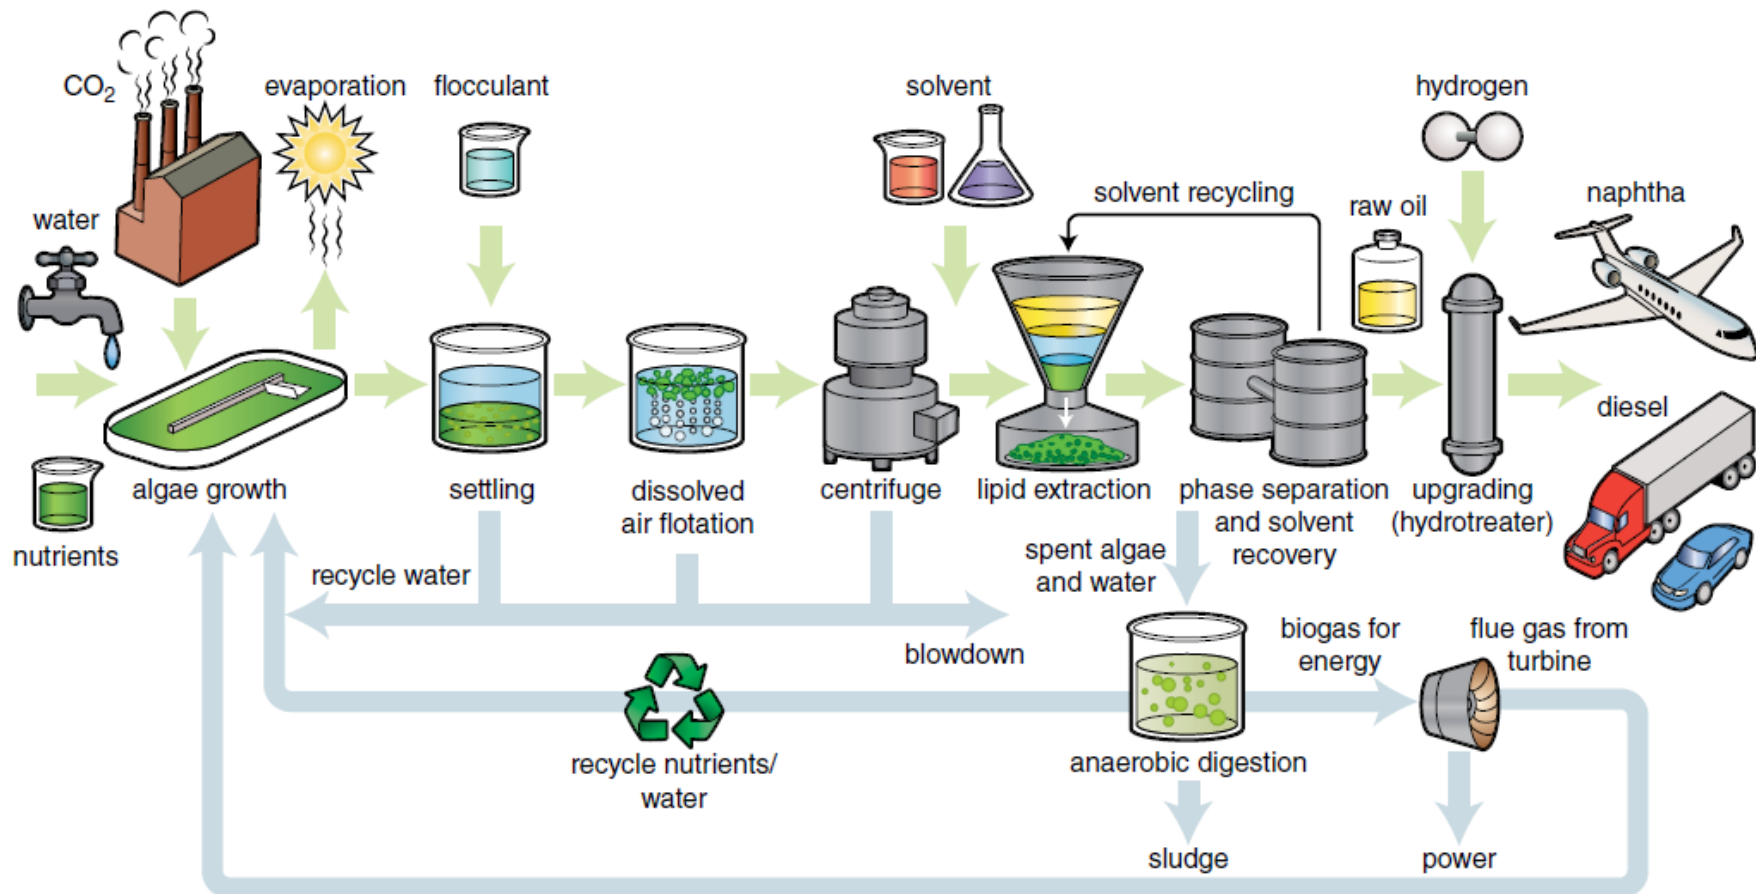 CO₂
evaporation
flocculant
solvent
hydrogen
water
solvent recycling
raw oil
naphtha
diesel
nutrients
algae growth
settling
dissolved
air flotation
centrifuge
lipid extraction
phase separation
and solvent
recovery
upgrading
(hydrotreater)
recycle water
spent algae
and water
blowdown
biogas for
energy
flue gas from
turbine
recycle nutrients/
water
anaerobic digestion
sludge
power